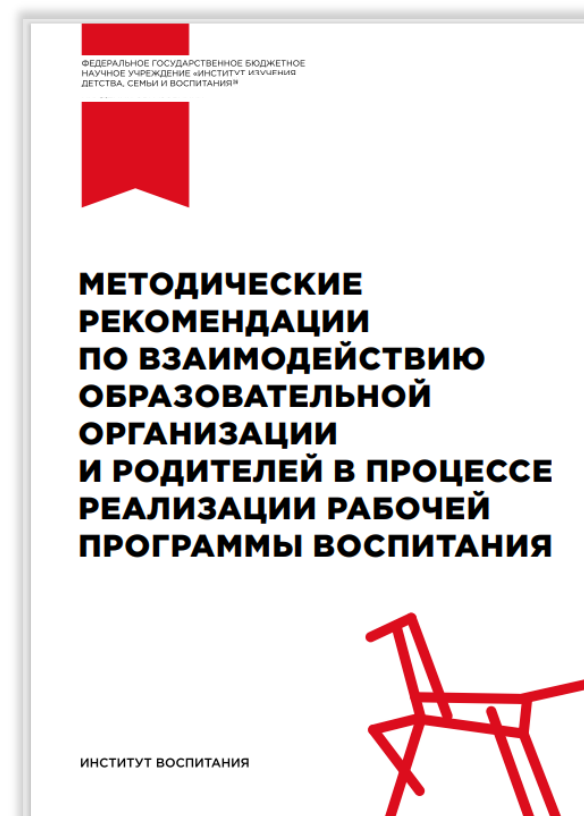 ФЕДЕРАЛЬНОЕ ГОСУДАРСТВЕННОЕ БЮДЖЕТНОЕ
НАУЧНОЕ УЧРЕЖДЕНИЕ «ИНСТИТУТ ИЗУЧЕНИЯ
ДЕТСТВА, СЕМЬИ И ВОСПИТАНИЯ»
МЕТОДИЧЕСКИЕ
РЕКОМЕНДАЦИИ
ПО ВЗАИМОДЕЙСТВИЮ
ОБРАЗОВАТЕЛЬНОЙ
ОРГАНИЗАЦИИ
И РОДИТЕЛЕЙ В ПРОЦЕССЕ
РЕАЛИЗАЦИИ РАБОЧЕЙ
ПРОГРАММЫ ВОСПИТАНИЯ
ИНСТИТУТ ВОСПИТАНИЯ